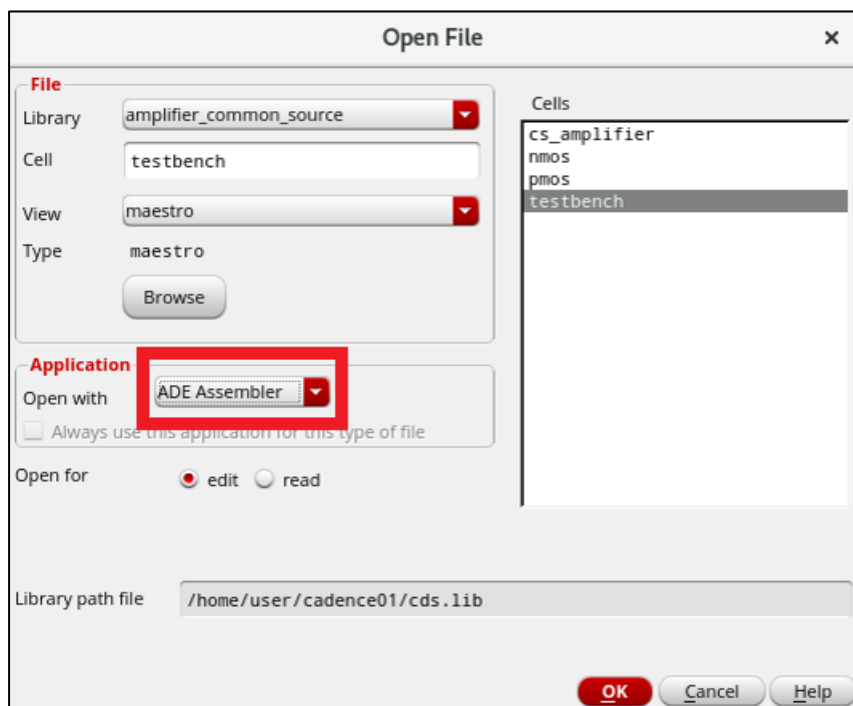 Open File
File
Library amplifier_common_source
Cell testbench
View maestro
Type maestro
Browse
Application
Open with ADE Assembler
Always use this application for this type of file
Open for edit read
Library path file /home/user/cadence01/cds.lib
Cells
cs_amplifier
nmos
pmos
testbench
OK Cancel Help